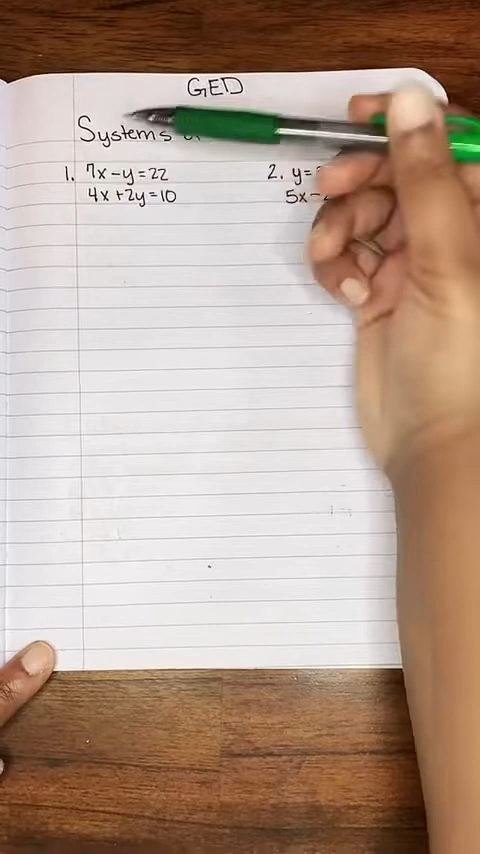 GED
Systems
1. 7x-y=22
4x+2y=10
2. y=
5x-